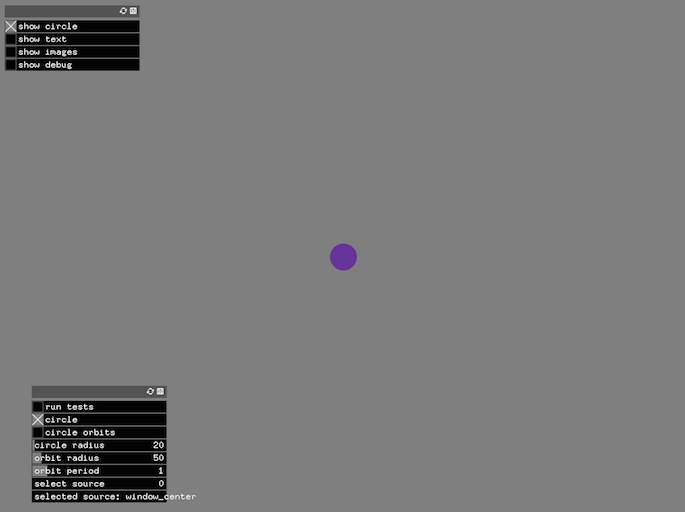 show circle
show text
show images
show debug
run tests
circle
circle orbits
circle radius 20
orbit radius 50
orbit period 1
select source 0
selected source: window_center